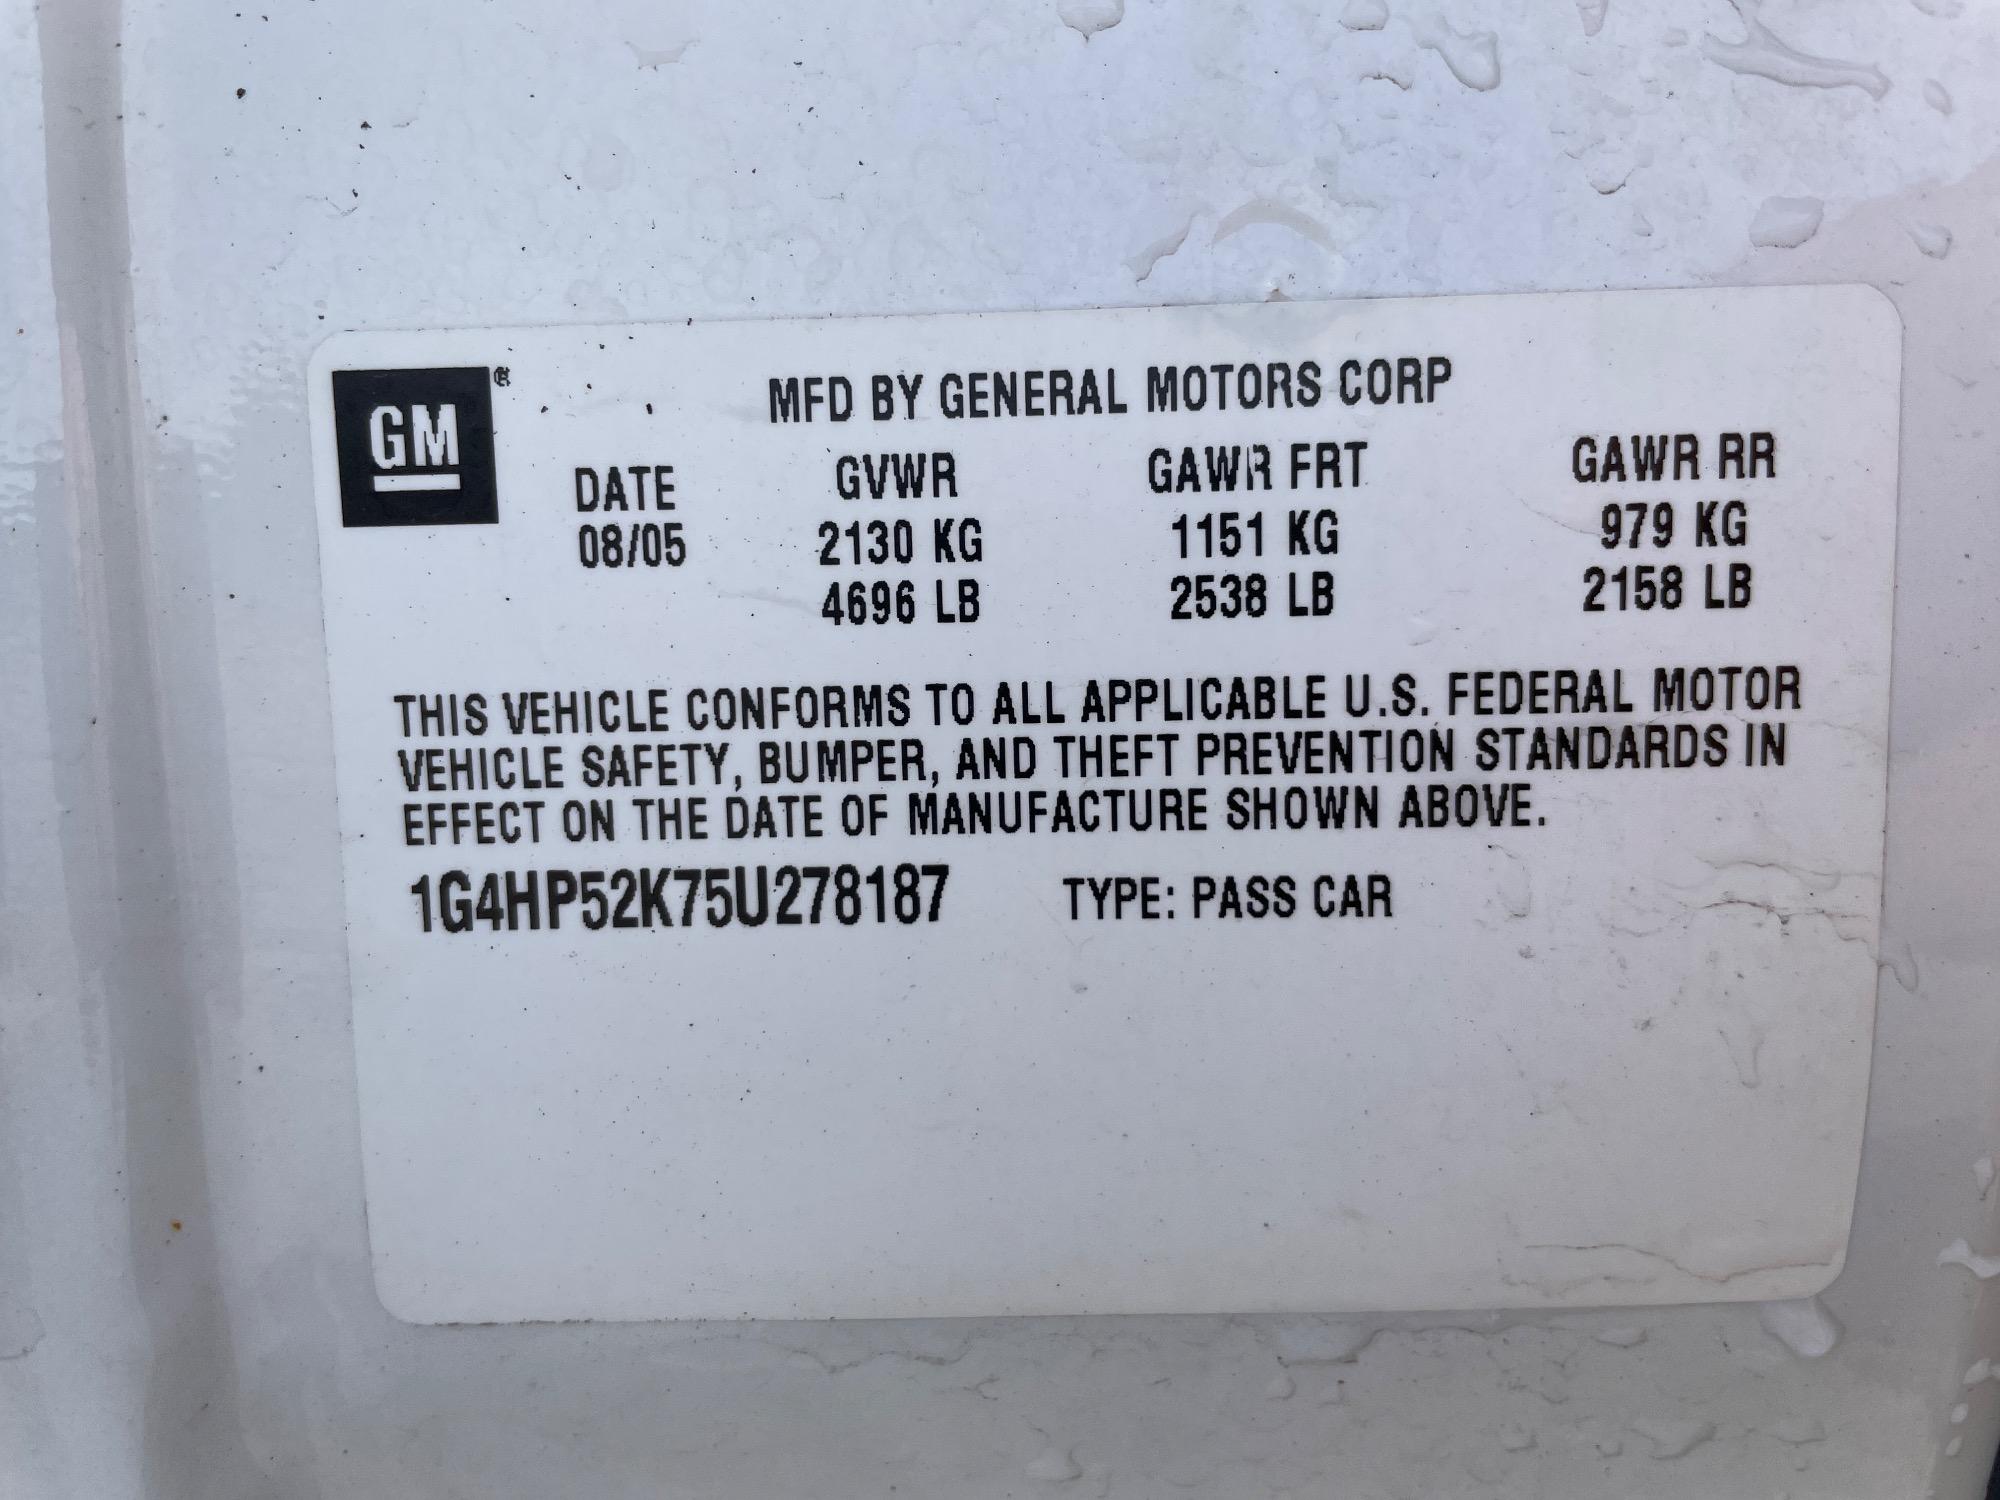 GM®
MFD BY GENERAL MOTORS CORP
DATE GVWR GAWR FRT GAWR RR
08/05 2130 KG 1151 KG 979 KG
4696 LB 2538 LB 2158 LB
THIS VEHICLE CONFORMS TO ALL APPLICABLE U.S. FEDERAL MOTOR
VEHICLE SAFETY, BUMPER, AND THEFT PREVENTION STANDARDS IN
EFFECT ON THE DATE OF MANUFACTURE SHOWN ABOVE.
1G4HP52K75U278187 TYPE: PASS CAR